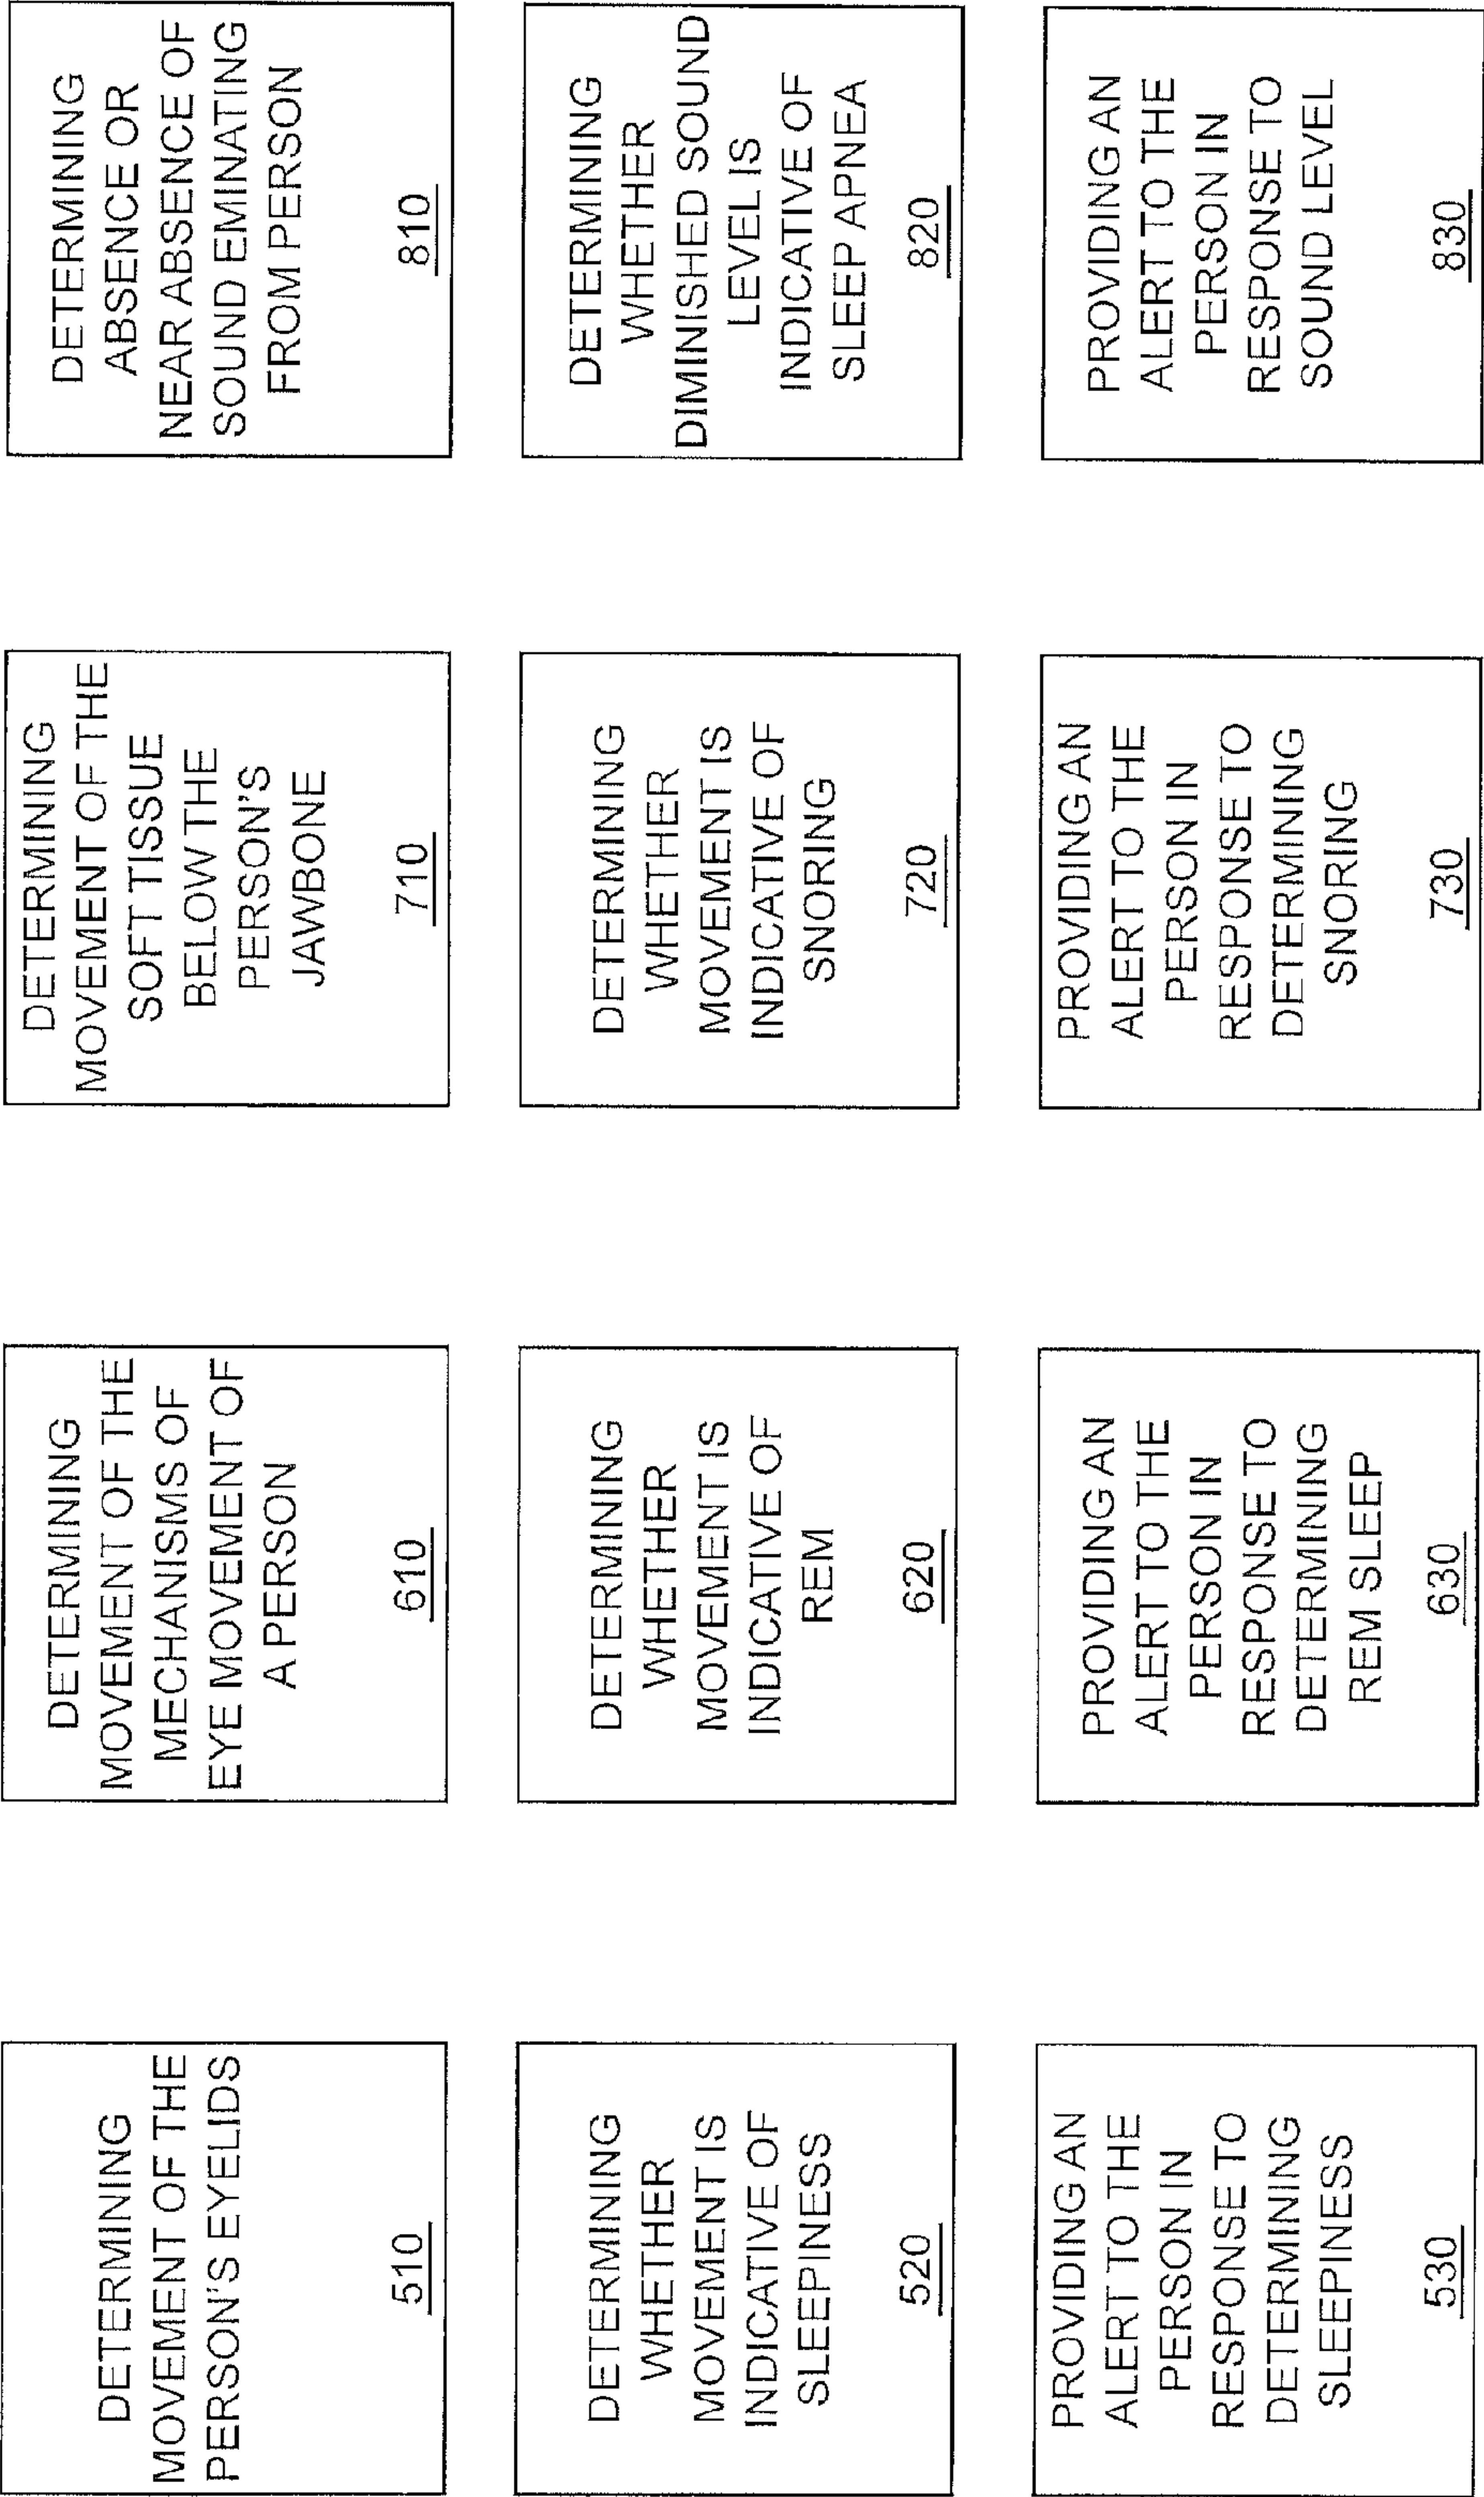 DETERMINING
MOVEMENT OF THE
PERSON'S EYELIDS
510
DETERMINING
WHETHER
MOVEMENT IS
INDICATIVE OF
SLEEPINESS
520
PROVIDING AN
ALERT TO THE
PERSON IN
RESPONSE TO
DETERMINING
SLEEPINESS
530
DETERMINING
MOVEMENT OF THE
MECHANISMS OF
EYE MOVEMENT OF
A PERSON
610
DETERMINING
WHETHER
MOVEMENT IS
INDICATIVE OF
REM
620
PROVIDING AN
ALERT TO THE
PERSON IN
RESPONSE TO
DETERMINING
REM SLEEP
630
DETERMINING
MOVEMENT OF THE
SOFT TISSUE
BELOW THE
PERSON'S
JAWBONE
710
DETERMINING
WHETHER
MOVEMENT IS
INDICATIVE OF
SNORING
720
PROVIDING AN
ALERT TO THE
PERSON IN
RESPONSE TO
DETERMINING
SNORING
730
DETERMINING
ABSENCE OR
NEAR ABSENCE OF
SOUND EMINATING
FROM PERSON
810
DETERMINING
WHETHER
DIMINISHED SOUND
LEVEL IS
INDICATIVE OF
SLEEP APNEA
820
PROVIDING AN
ALERT TO THE
PERSON IN
RESPONSE TO
SOUND LEVEL
830